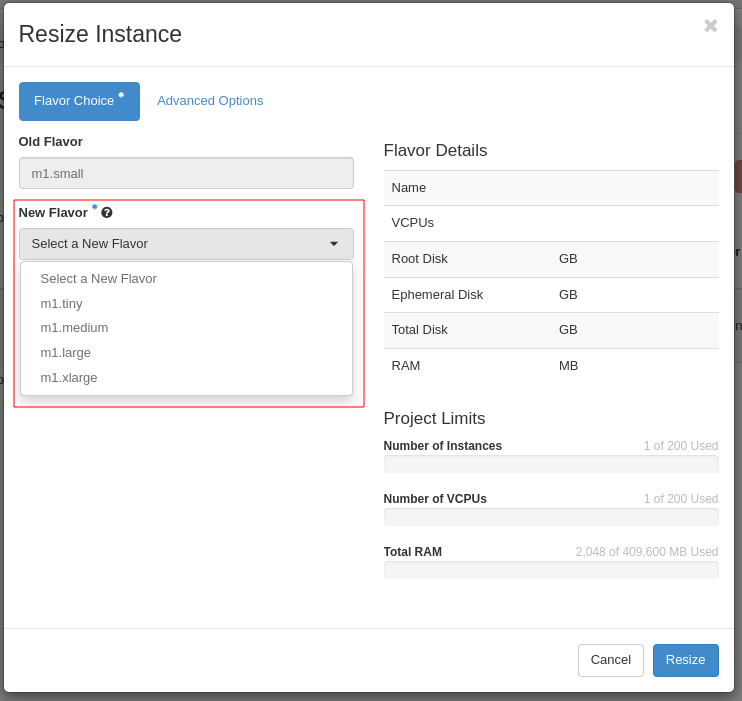 Resize Instance
✖
Flavor Choice *
Advanced Options
Old Flavor
m1.small
New Flavor * ?
Select a New Flavor
Select a New Flavor
m1.tiny
m1.medium
m1.large
m1.xlarge
Flavor Details
Name
VCPUs
Root Disk GB
Ephemeral Disk GB
Total Disk GB
RAM MB
Project Limits
Number of Instances 1 of 200 Used
Number of VCPUs 1 of 200 Used
Total RAM 2,048 of 409,600 MB Used
Cancel
Resize